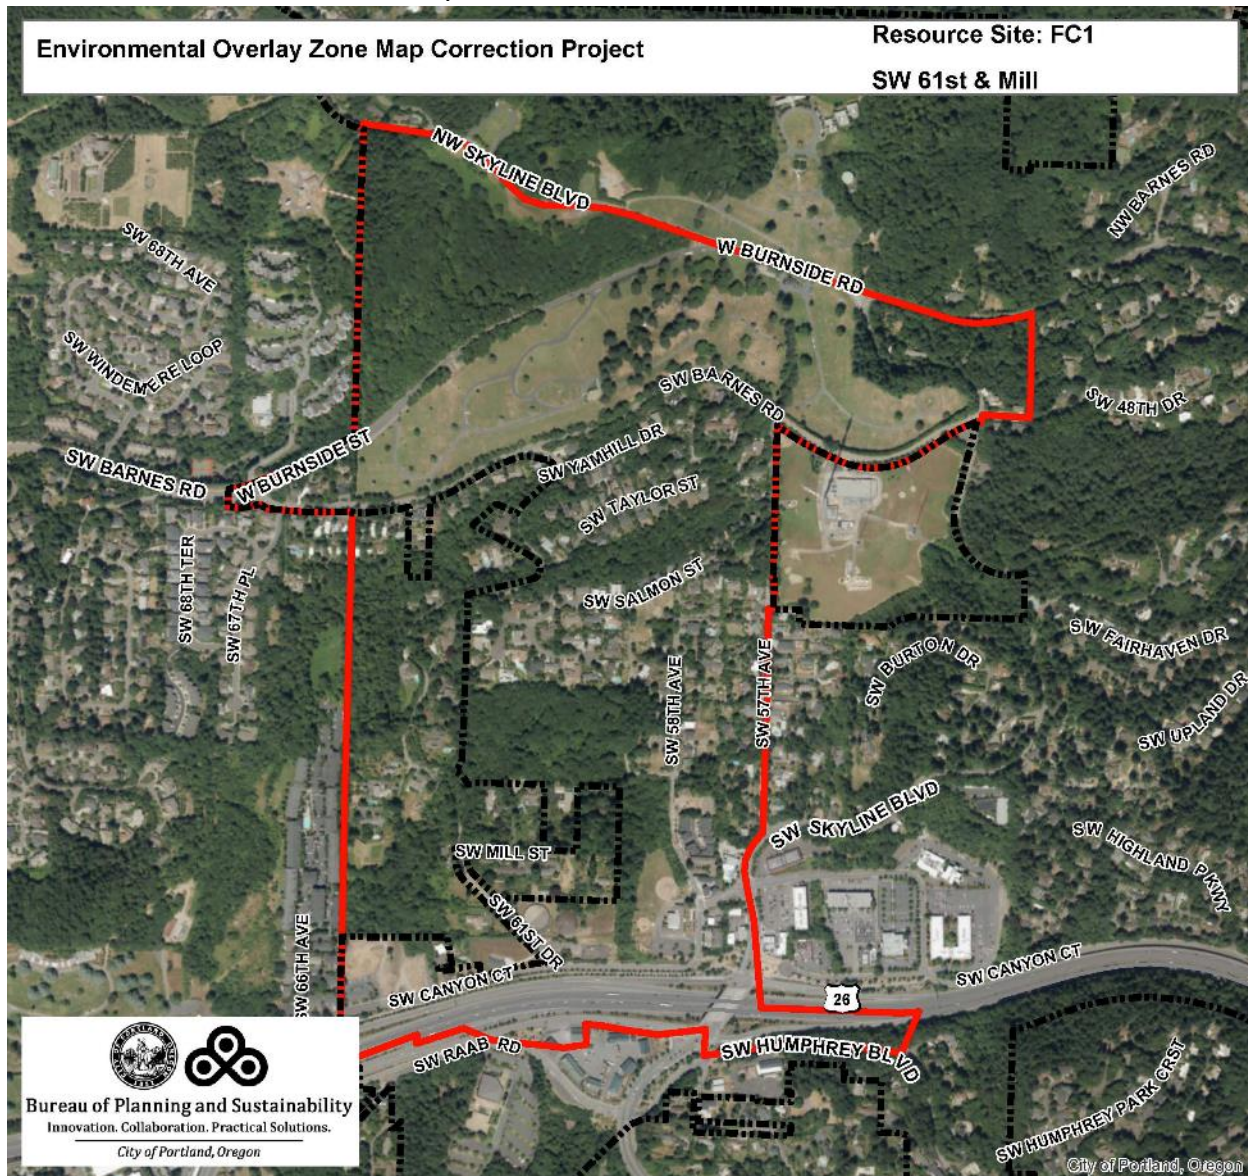 Environmental Overlay Zone Map Correction Project
Resource Site: FC1
SW 61st & Mill
NW SKYLINE BLVD
NW BARNES RD
SW 68TH AVE
W BURNSIDE RD
SW WINDEMERE LOOP
SW BARNES RD
SW 48TH DR
W BURNSIDE ST
SW BARNES RD
SW YAMHILL DR
SW TAYLOR ST
SW 68TH TER
SW 67TH PL
SW SALMON ST
SW FAIRHAVEN DR
SW BURTON DR
SW 58TH AVE
SW 57TH AVE
SW UPLAND DR
SW SKYLINE BLVD
SW MILL ST
SW HIGHLAND PKWY
SW 61ST DR
SW 66TH AVE
SW CANYON CT
SW CANYON CT
26
SW RAAB RD
SW HUMPHREY BLVD
SW HUMPHREY PARK CRST
CITY OF PORTLAND, OREGON
1851
Bureau of Planning and Sustainability
Innovation. Collaboration. Practical Solutions.
City of Portland, Oregon
City of Portland, Oregon